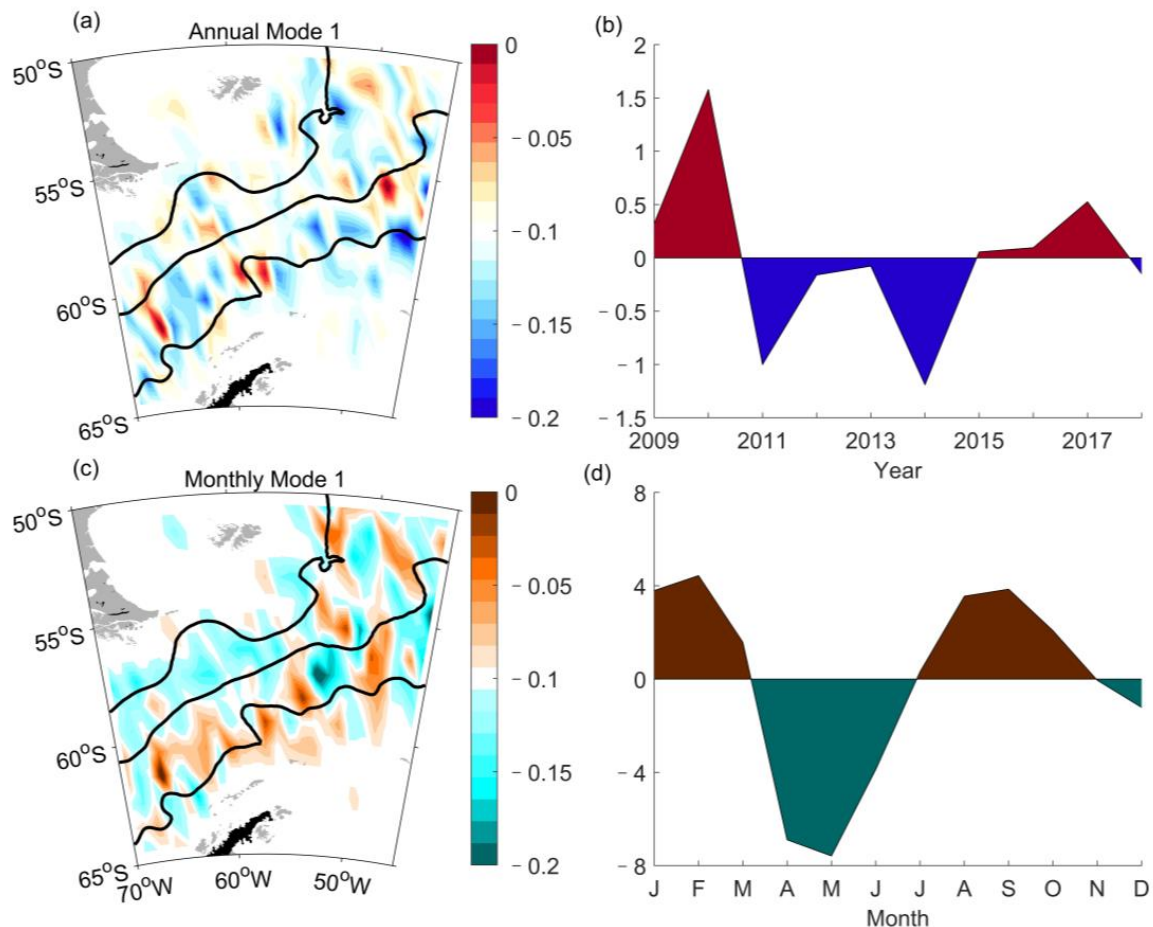 (a)
Annual Mode 1
50°S
55°S
60°S
65°S
0
− 0.05
− 0.1
− 0.15
− 0.2
(b)
2
1.5
1
0.5
0
− 0.5
− 1
− 1.5
2009 2011 2013 2015 2017
Year
(c)
Monthly Mode 1
50°S
55°S
60°S
65°S
70°W 60°W 50°W
0
− 0.05
− 0.1
− 0.15
− 0.2
(d)
8
4
0
− 4
− 8
J F M A M J J A S O N D
Month